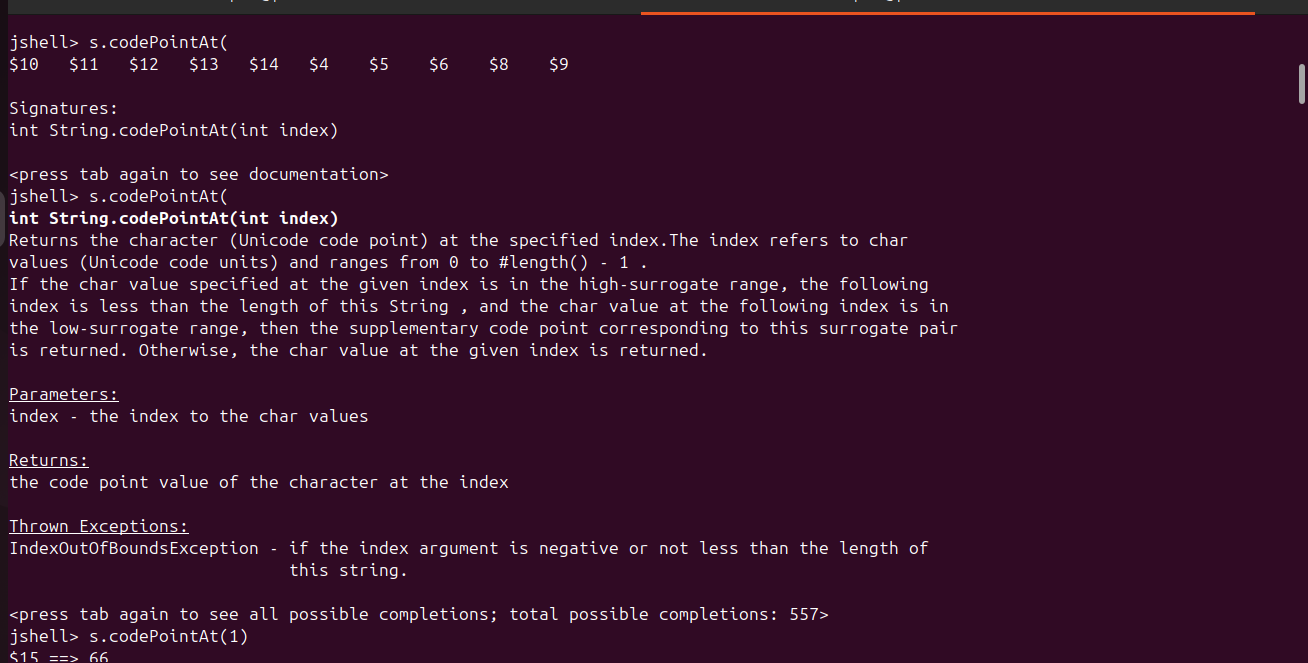 jshell> s.codePointAt(
$10   $11   $12   $13   $14   $4    $5    $6    $8    $9
Signatures:
int String.codePointAt(int index)
<press tab again to see documentation>
jshell> s.codePointAt(
int String.codePointAt(int index)
Returns the character (Unicode code point) at the specified index.The index refers to char
values (Unicode code units) and ranges from 0 to #length() - 1 .
If the char value specified at the given index is in the high-surrogate range, the following
index is less than the length of this String , and the char value at the following index is in
the low-surrogate range, then the supplementary code point corresponding to this surrogate pair
is returned. Otherwise, the char value at the given index is returned.
Parameters:
index - the index to the char values
Returns:
the code point value of the character at the index
Thrown Exceptions:
IndexOutOfBoundsException - if the index argument is negative or not less than the length of
this string.
<press tab again to see all possible completions; total possible completions: 557>
jshell> s.codePointAt(1)
$15 ==> 66